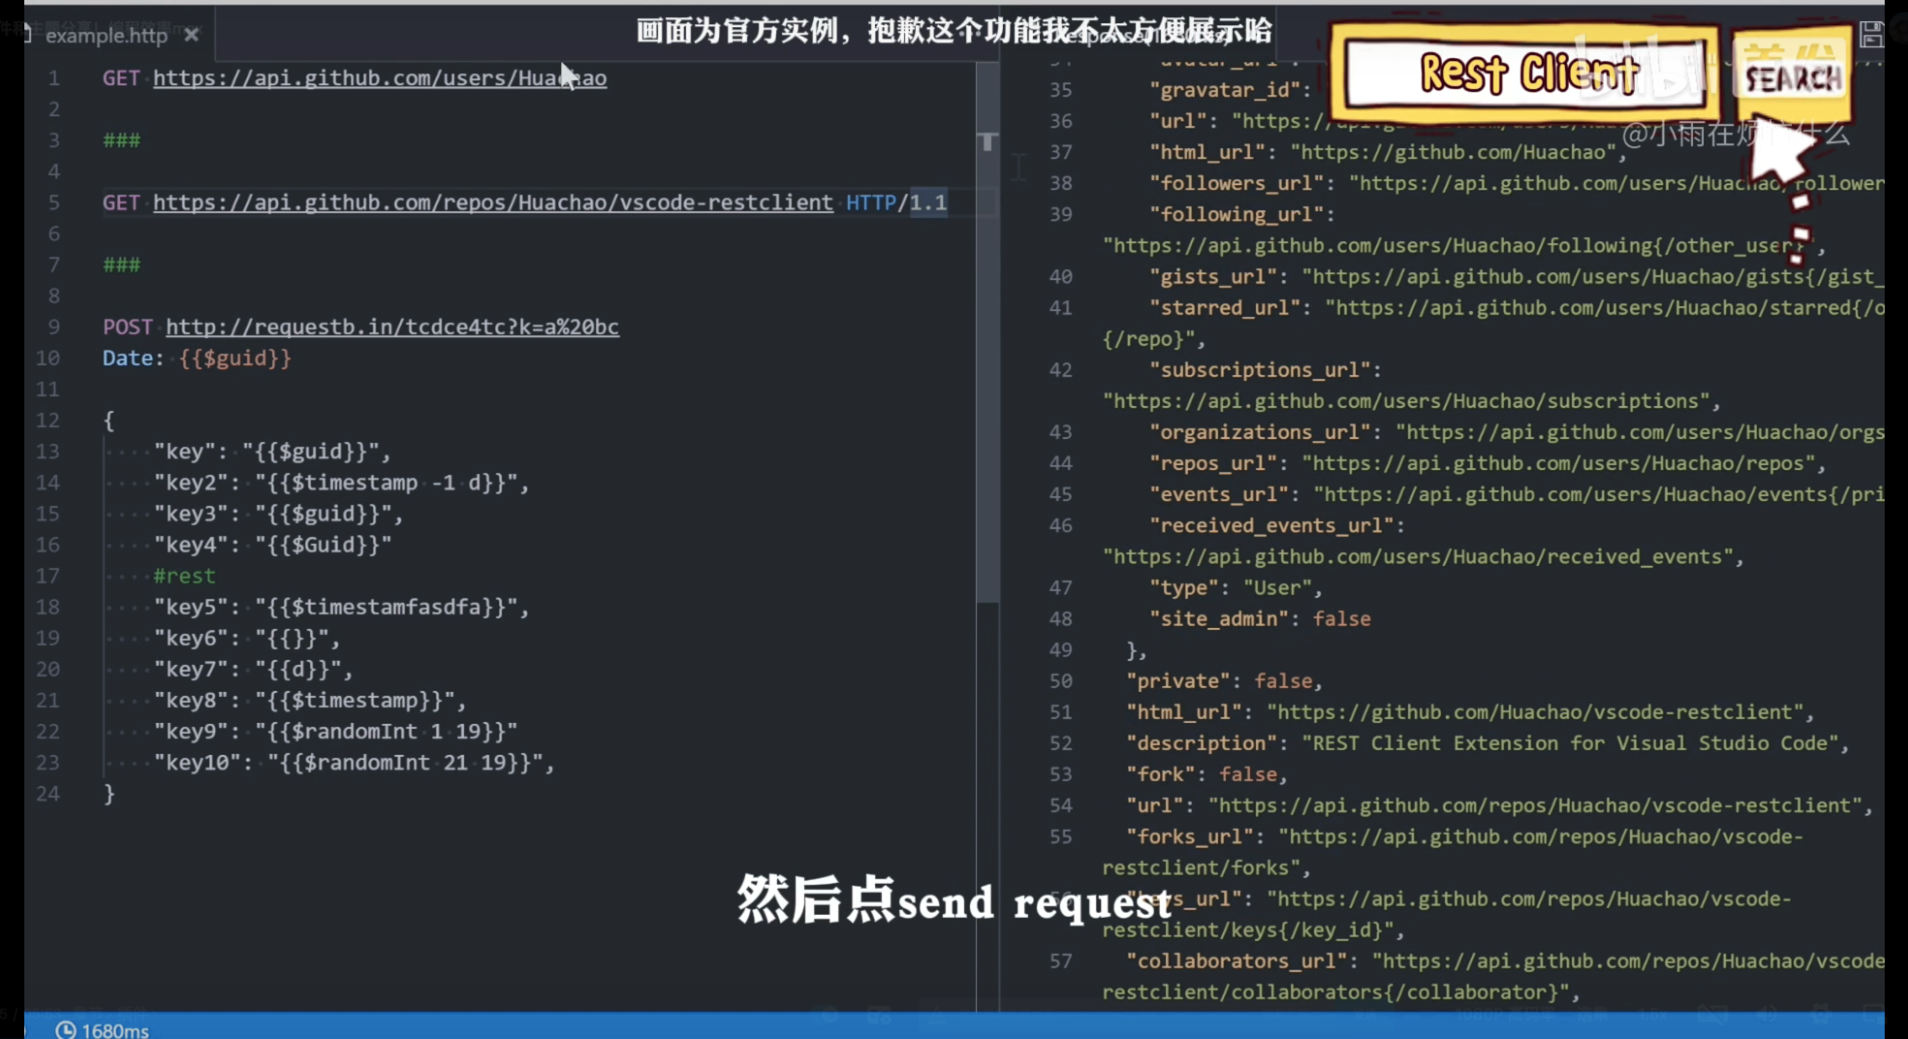 example.http ×
画面为官方实例，抱歉这个功能我不太方便展示哈
Rest Client
SEARCH
1 GET https://api.github.com/users/Huachao
2
3 ###
4
5 GET https://api.github.com/repos/Huachao/vscode-restclient HTTP/1.1
6
7 ###
8
9 POST http://requestb.in/tcdce4tc?k=a%20bc
10 Date: {{$guid}}
11
12 {
13 "key": "{{$guid}}",
14 "key2": "{{$timestamp -1 d}}",
15 "key3": "{{$guid}}",
16 "key4": "{{$Guid}}"
17 #rest
18 "key5": "{{$timestamfasdfa}}",
19 "key6": "{{}}",
20 "key7": "{{d}}",
21 "key8": "{{$timestamp}}",
22 "key9": "{{$randomInt 1 19}}"
23 "key10": "{{$randomInt 21 19}}",
24 }
35 "gravatar_id":
36 "url": "https:/
@小雨在烦
什么
37 "html_url": "https://github.com/Huachao",
38 "followers_url": "https://api.github.com/users/Huachao/follower
39 "following_url":
"https://api.github.com/users/Huachao/following{/other_user}",
40 "gists_url": "https://api.github.com/users/Huachao/gists{/gist_
41 "starred_url": "https://api.github.com/users/Huachao/starred{/o
{/repo}",
42 "subscriptions_url":
"https://api.github.com/users/Huachao/subscriptions",
43 "organizations_url": "https://api.github.com/users/Huachao/orgs
44 "repos_url": "https://api.github.com/users/Huachao/repos",
45 "events_url": "https://api.github.com/users/Huachao/events{/pri
46 "received_events_url":
"https://api.github.com/users/Huachao/received_events",
47 "type": "User",
48 "site_admin": false
49 },
50 "private": false,
51 "html_url": "https://github.com/Huachao/vscode-restclient",
52 "description": "REST Client Extension for Visual Studio Code",
53 "fork": false,
54 "url": "https://api.github.com/repos/Huachao/vscode-restclient",
55 "forks_url": "https://api.github.com/repos/Huachao/vscode-
restclient/forks",
56 "keys_url": "https://api.github.com/repos/Huachao/vscode-
restclient/keys{/key_id}",
57 "collaborators_url": "https://api.github.com/repos/Huachao/vscode
restclient/collaborators{/collaborator}",
然后点send request
1680ms